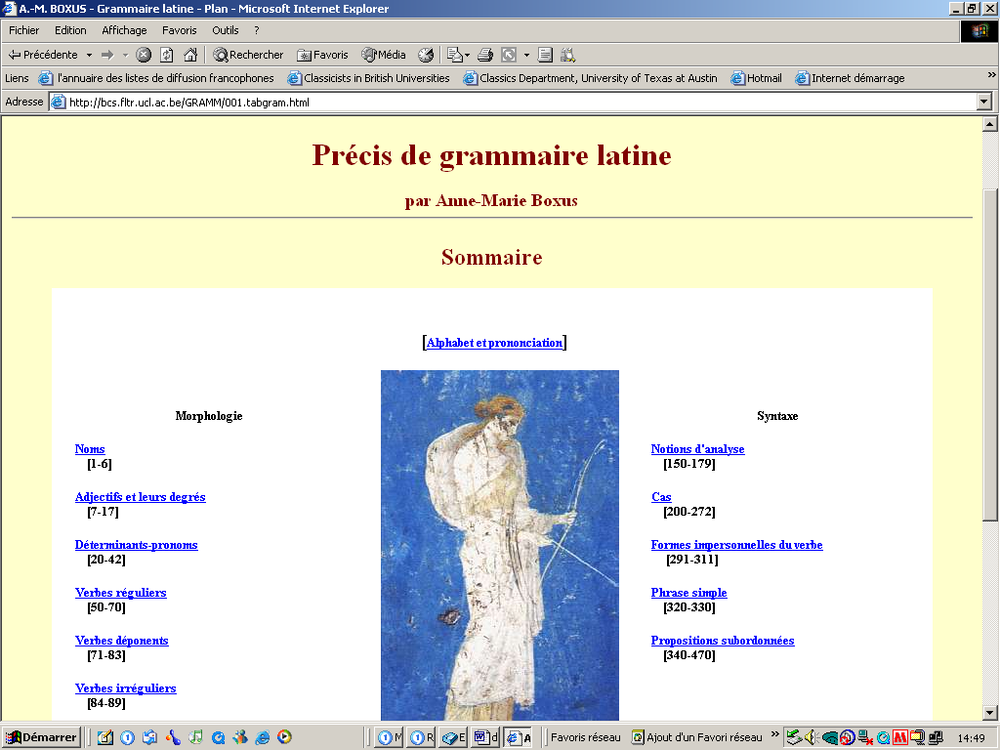 A.-M. BOXUS - Grammaire latine - Plan - Microsoft Internet Explorer
Fichier Edition Affichage Favoris Outils ?
Précédente Rechercher Favoris Média
Liens l'annuaire des listes de diffusion francophones Classicists in British Universities Classics Department, University of Texas at Austin Hotmail Internet démarrage »
Adresse http://bcs.fltr.ucl.ac.be/GRAMM/001.tabgram.html
Précis de grammaire latine
par Anne-Marie Boxus
Sommaire
[Alphabet et prononciation]
Morphologie
Noms
[1-6]
Adjectifs et leurs degrés
[7-17]
Déterminants-pronoms
[20-42]
Verbes réguliers
[50-70]
Verbes déponents
[71-83]
Verbes irréguliers
[84-89]
Syntaxe
Notions d'analyse
[150-179]
Cas
[200-272]
Formes impersonnelles du verbe
[291-311]
Phrase simple
[320-330]
Propositions subordonnées
[340-470]
Démarrer M R E d A Favoris réseau Ajout d'un Favori réseau » 14:49